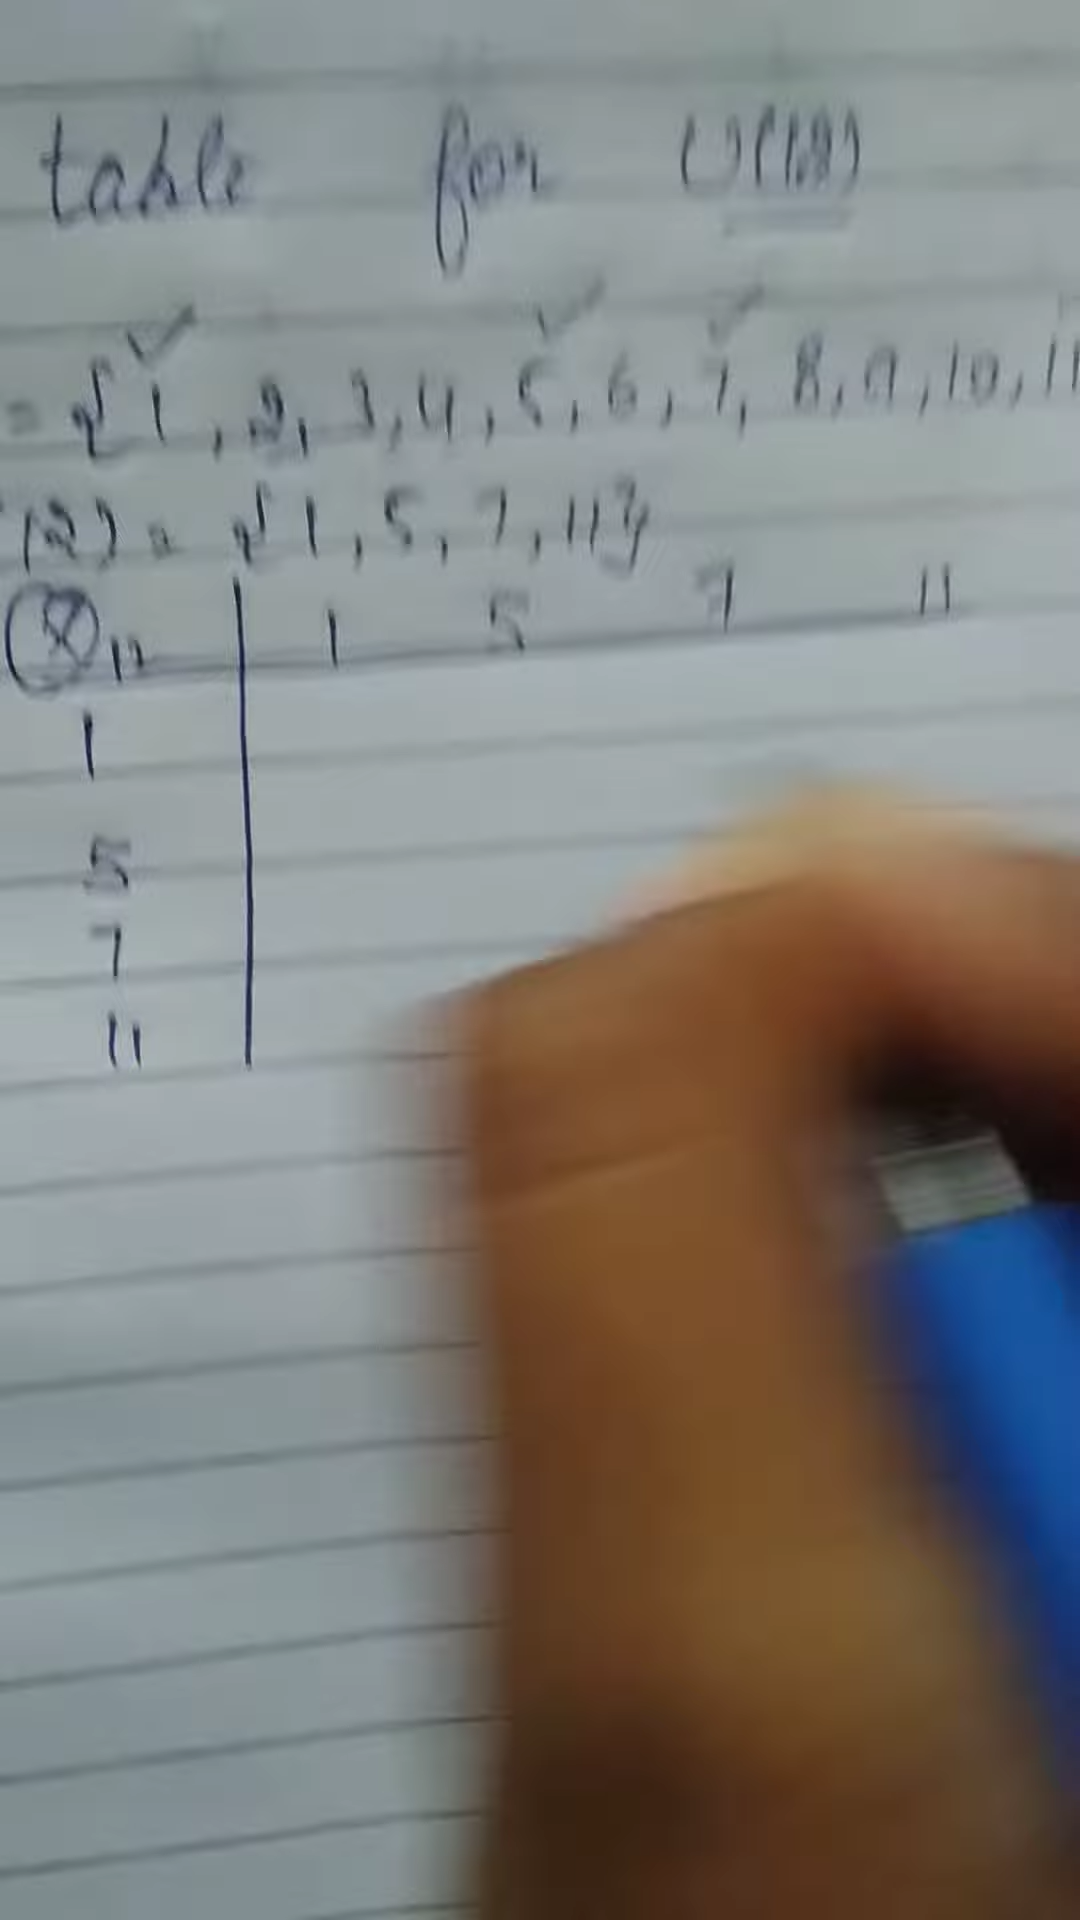 table for U(12)
= { 1, 2, 3, 4, 5, 6, 7, 8, 9, 10, 11
(12) = { 1, 5, 7, 11 }
⊗12 1 5 7 11
1
5
7
11